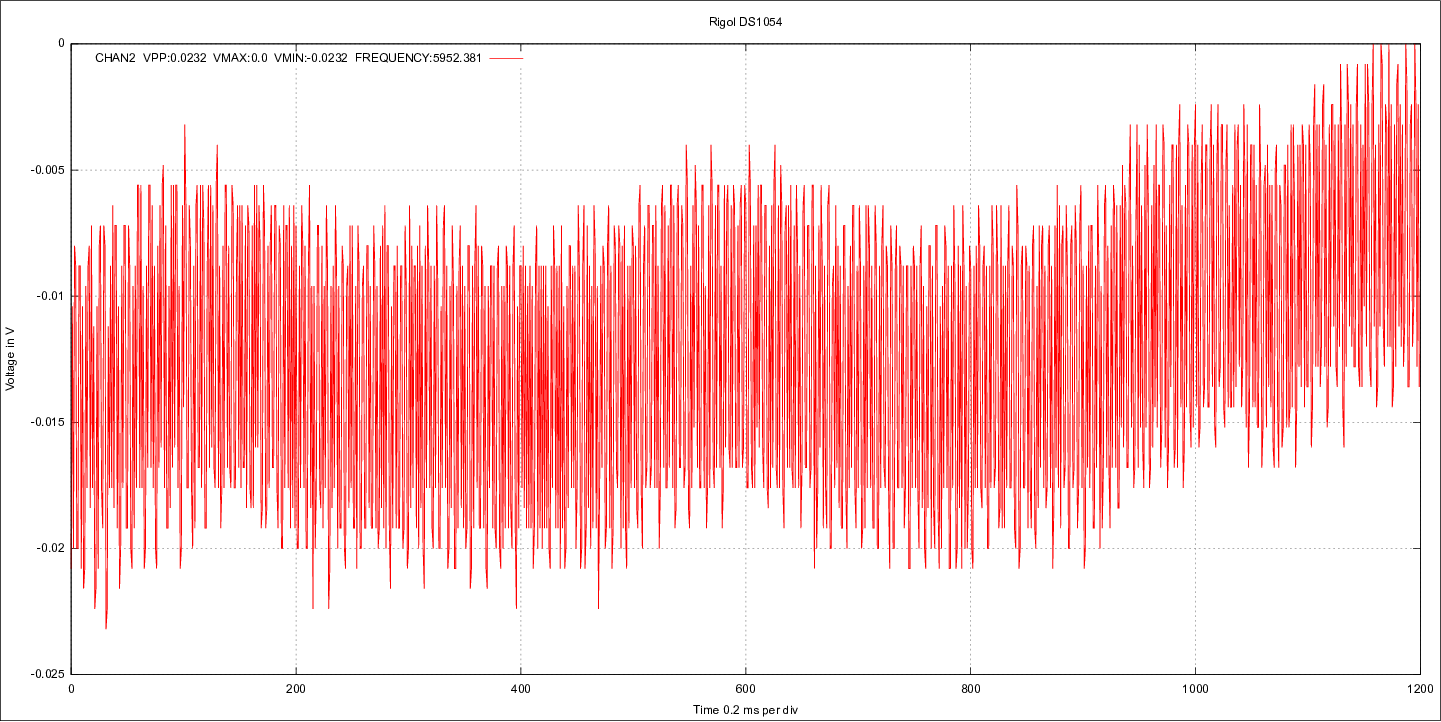 Rigol DS1054
CHAN2 VPP:0.0232 VMAX:0.0 VMIN:-0.0232 FREQUENCY:5952.381
0
-0.005
-0.01
-0.015
-0.02
-0.025
Voltage in V
0 200 400 600 800 1000 1200
Time 0.2 ms per div